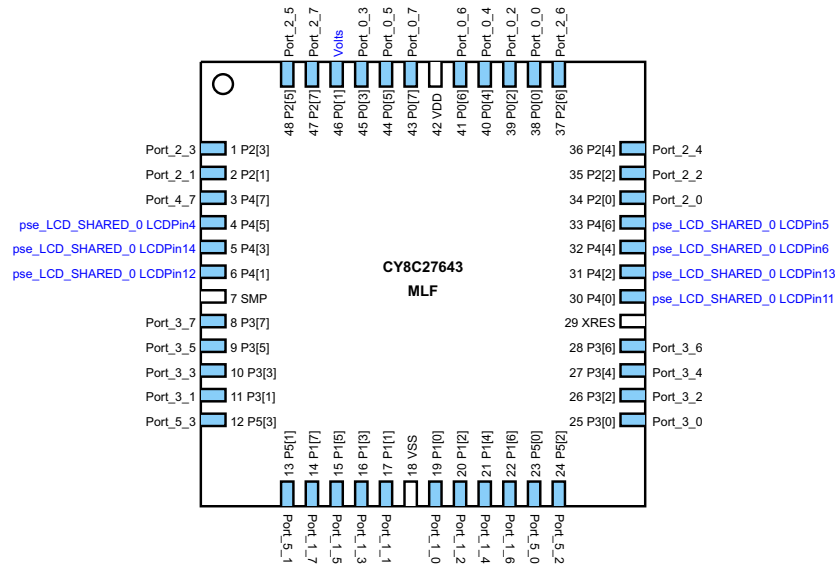 Port_2_5
Port_2_7
Volts
Port_0_3
Port_0_5
Port_0_7
Port_0_6
Port_0_4
Port_0_2
Port_0_0
Port_2_6
48 P2[5]
47 P2[7]
46 P0[1]
45 P0[3]
44 P0[5]
43 P0[7]
42 VDD
41 P0[6]
40 P0[4]
39 P0[2]
38 P0[0]
37 P2[6]
Port_2_3 1 P2[3]
Port_2_1 2 P2[1]
Port_4_7 3 P4[7]
pse_LCD_SHARED_0 LCDPin4 4 P4[5]
pse_LCD_SHARED_0 LCDPin14 5 P4[3]
pse_LCD_SHARED_0 LCDPin12 6 P4[1]
7 SMP
Port_3_7 8 P3[7]
Port_3_5 9 P3[5]
Port_3_3 10 P3[3]
Port_3_1 11 P3[1]
Port_5_3 12 P5[3]
CY8C27643
MLF
36 P2[4] Port_2_4
35 P2[2] Port_2_2
34 P2[0] Port_2_0
33 P4[6] pse_LCD_SHARED_0 LCDPin5
32 P4[4] pse_LCD_SHARED_0 LCDPin6
31 P4[2] pse_LCD_SHARED_0 LCDPin13
30 P4[0] pse_LCD_SHARED_0 LCDPin11
29 XRES
28 P3[6] Port_3_6
27 P3[4] Port_3_4
26 P3[2] Port_3_2
25 P3[0] Port_3_0
13 P5[1]
14 P1[7]
15 P1[5]
16 P1[3]
17 P1[1]
18 VSS
19 P1[0]
20 P1[2]
21 P1[4]
22 P1[6]
23 P5[0]
24 P5[2]
Port_5_1
Port_1_7
Port_1_5
Port_1_3
Port_1_1
Port_1_0
Port_1_2
Port_1_4
Port_1_6
Port_5_0
Port_5_2